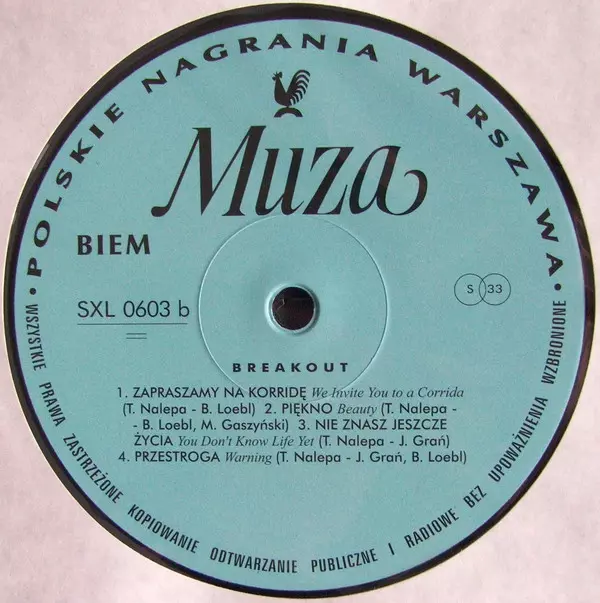 • POLSKIE NAGRANIA WARSZAWA •
Muza
BIEM
SXL 0603 b
S 33
BREAKOUT
1. ZAPRASZAMY NA KORRIDĘ We Invite You to a Corrida
(T. Nalepa - B. Loebl) 2. PIĘKNO Beauty (T. Nalepa -
- B. Loebl, M. Gaszyński) 3. NIE ZNASZ JESZCZE
ŻYCIA You Don't Know Life Yet (T. Nalepa - J. Grań)
4. PRZESTROGA Warning (T. Nalepa - J. Grań, B. Loebl)
WSZYSTKIE PRAWA ZASTRZEŻONE KOPIOWANIE ODTWARZANIE PUBLICZNE I RADIOWE BEZ UPOWAŻNIENIA WZBRONIONE